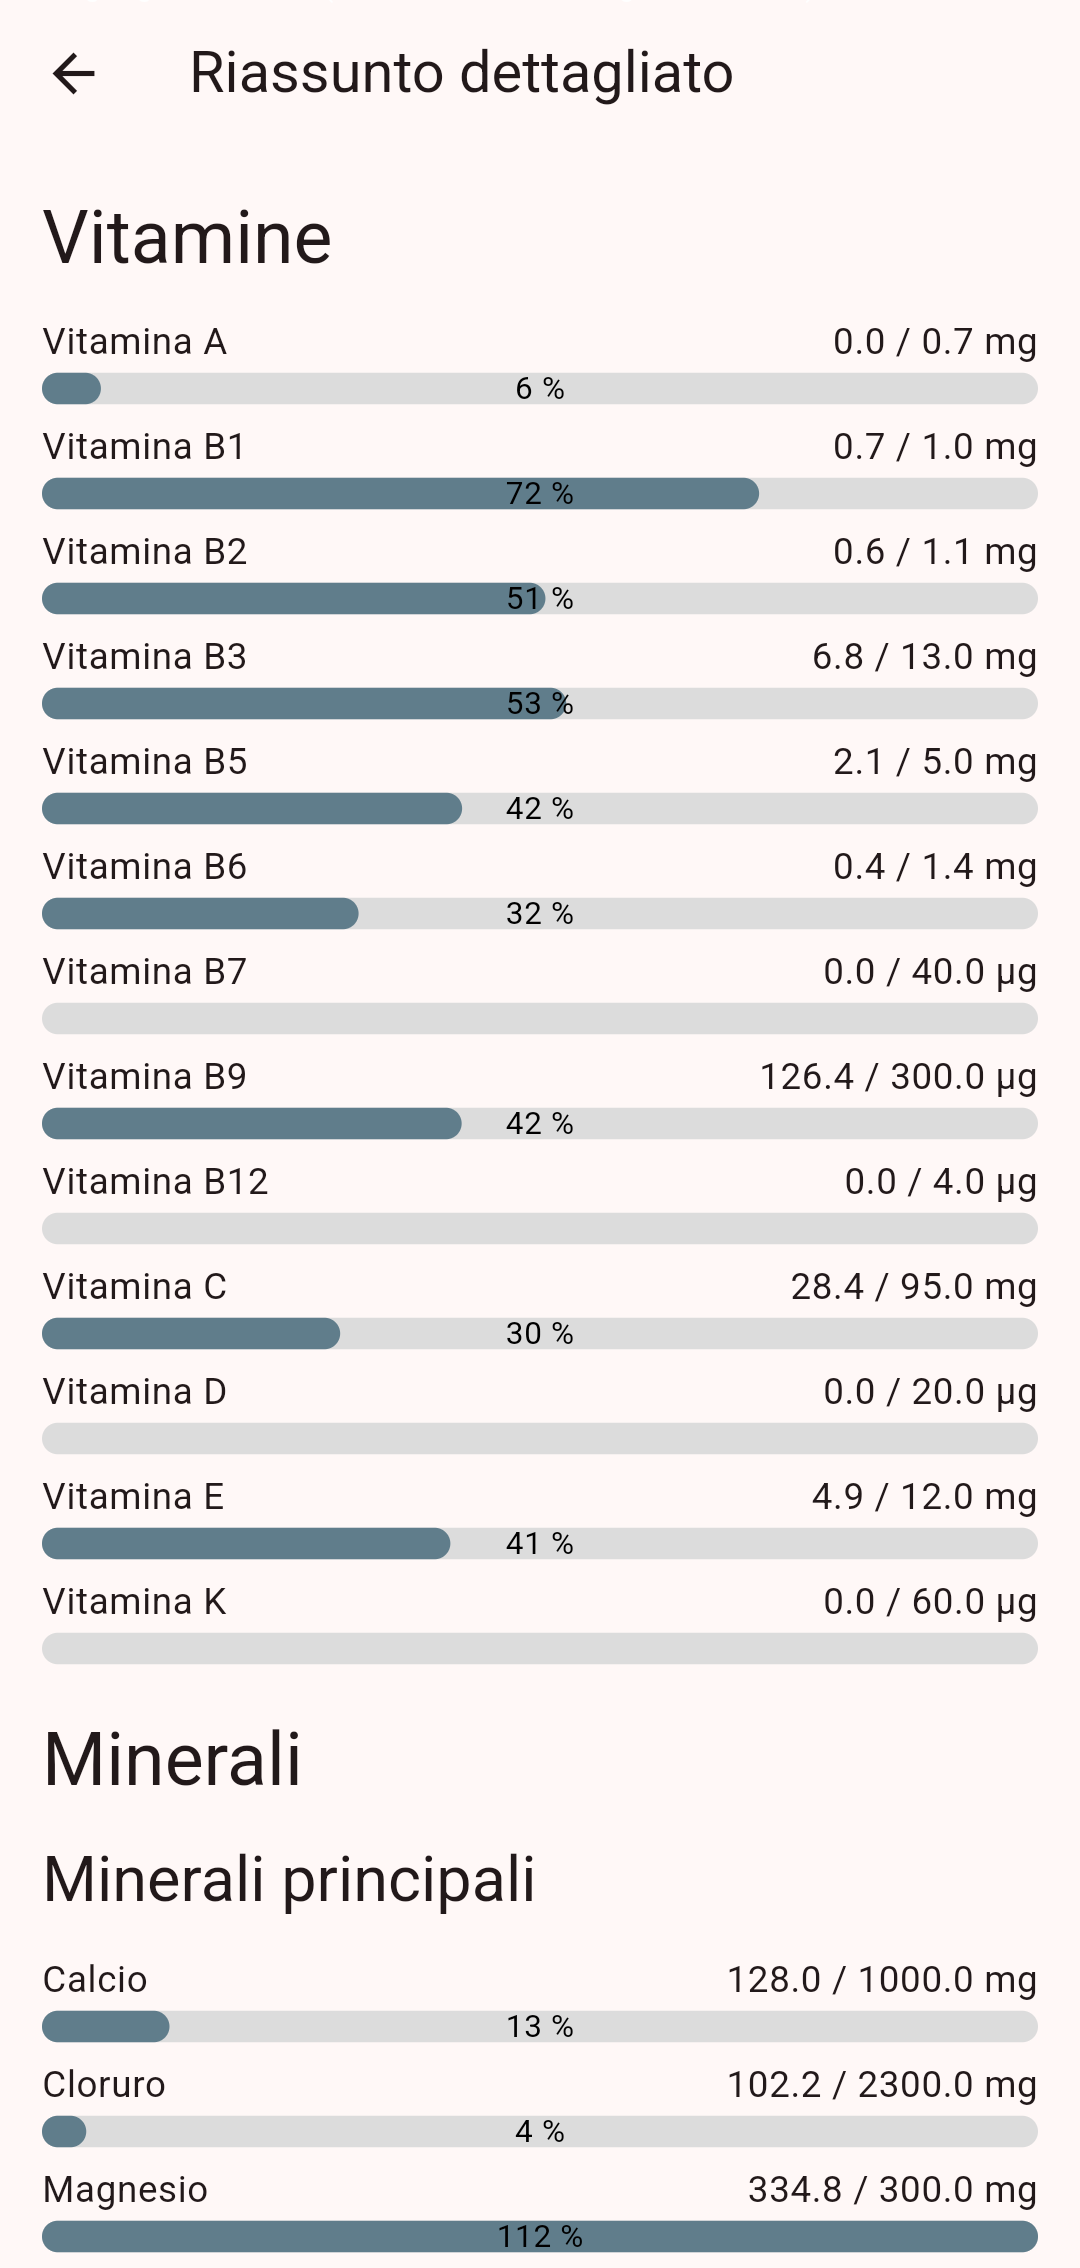 Riassunto dettagliato
Vitamine
Vitamina A 0.0 / 0.7 mg
6 %
Vitamina B1 0.7 / 1.0 mg
72 %
Vitamina B2 0.6 / 1.1 mg
51 %
Vitamina B3 6.8 / 13.0 mg
53 %
Vitamina B5 2.1 / 5.0 mg
42 %
Vitamina B6 0.4 / 1.4 mg
32 %
Vitamina B7 0.0 / 40.0 µg
Vitamina B9 126.4 / 300.0 µg
42 %
Vitamina B12 0.0 / 4.0 µg
Vitamina C 28.4 / 95.0 mg
30 %
Vitamina D 0.0 / 20.0 µg
Vitamina E 4.9 / 12.0 mg
41 %
Vitamina K 0.0 / 60.0 µg
Minerali
Minerali principali
Calcio 128.0 / 1000.0 mg
13 %
Cloruro 102.2 / 2300.0 mg
4 %
Magnesio 334.8 / 300.0 mg
112 %